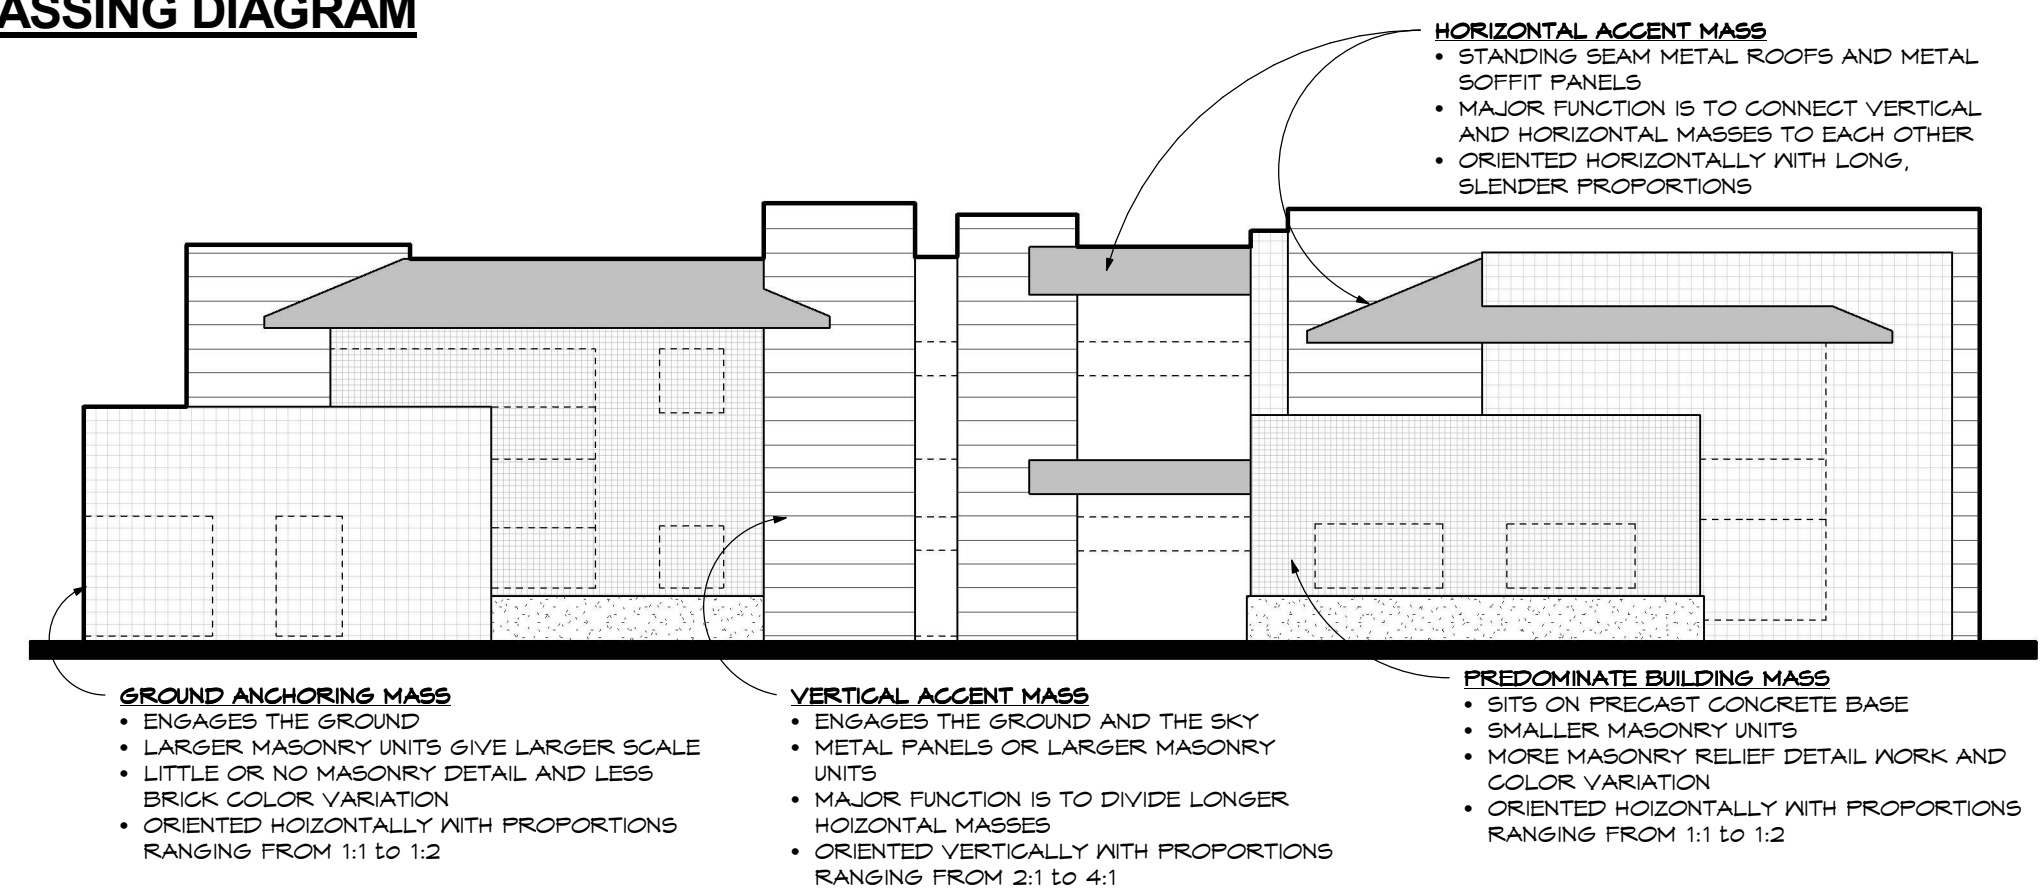 ASSING DIAGRAM
HORIZONTAL ACCENT MASS
• STANDING SEAM METAL ROOFS AND METAL
SOFFIT PANELS
• MAJOR FUNCTION IS TO CONNECT VERTICAL
AND HORIZONTAL MASSES TO EACH OTHER
• ORIENTED HORIZONTALLY WITH LONG,
SLENDER PROPORTIONS
GROUND ANCHORING MASS
• ENGAGES THE GROUND
• LARGER MASONRY UNITS GIVE LARGER SCALE
• LITTLE OR NO MASONRY DETAIL AND LESS
BRICK COLOR VARIATION
• ORIENTED HOIZONTALLY WITH PROPORTIONS
RANGING FROM 1:1 to 1:2
VERTICAL ACCENT MASS
• ENGAGES THE GROUND AND THE SKY
• METAL PANELS OR LARGER MASONRY
UNITS
• MAJOR FUNCTION IS TO DIVIDE LONGER
HOIZONTAL MASSES
• ORIENTED VERTICALLY WITH PROPORTIONS
RANGING FROM 2:1 to 4:1
PREDOMINATE BUILDING MASS
• SITS ON PRECAST CONCRETE BASE
• SMALLER MASONRY UNITS
• MORE MASONRY RELIEF DETAIL WORK AND
COLOR VARIATION
• ORIENTED HOIZONTALLY WITH PROPORTIONS
RANGING FROM 1:1 to 1:2